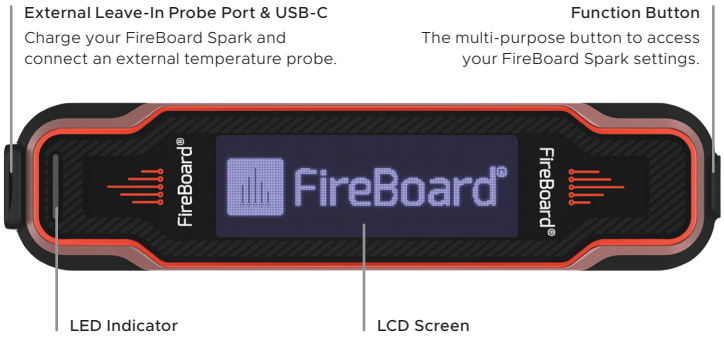 External Leave-In Probe Port & USB-C
Charge your FireBoard Spark and
connect an external temperature probe.
Function Button
The multi-purpose button to access
your FireBoard Spark settings.
FireBoard®
FireBoard®
FireBoard®
LED Indicator
LCD Screen